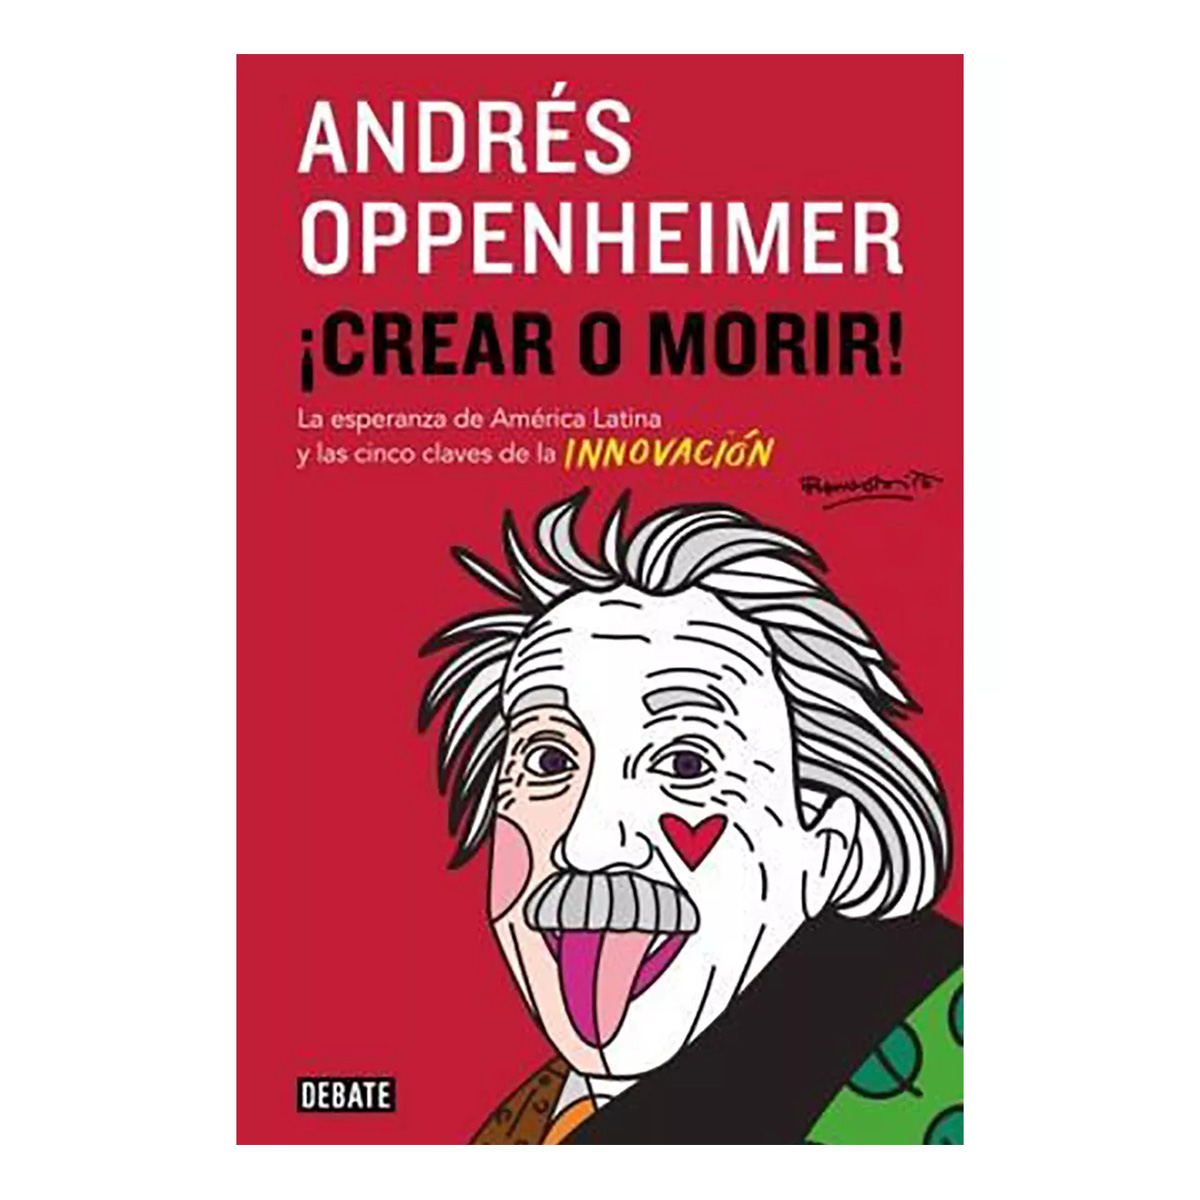 ANDRÉS
OPPENHEIMER
¡CREAR O MORIR!
La esperanza de América Latina
y las cinco claves de la INNOVACIÓN
DEBATE